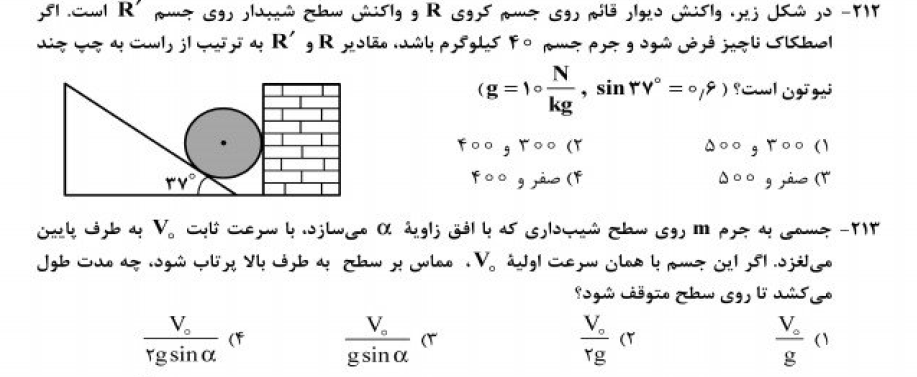 ۲۱۲- در شکل زیر، واکنش دیوار قائم روی جسم کروی R و واکنش سطح شیبدار روی جسم R′ است. اگر
اصطکاک ناچیز فرض شود و جرم جسم ۴۰ کیلوگرم باشد، مقادیر R و R′ به ترتیب از راست به چپ چند
نیوتون است؟ (sin ۳۷° = ۰٫۶ , g = ۱۰ N/kg)
۱) ۳۰۰ و ۵۰۰ ۲) ۳۰۰ و ۴۰۰
۳) صفر و ۵۰۰ ۴) صفر و ۴۰۰
۳۷°
۲۱۳- جسمی به جرم m روی سطح شیب‌داری که با افق زاویهٔ α می‌سازد، با سرعت ثابت V₀ به طرف پایین
می‌لغزد. اگر این جسم با همان سرعت اولیهٔ V₀، مماس بر سطح به طرف بالا پرتاب شود، چه مدت طول
می‌کشد تا روی سطح متوقف شود؟
۱) V₀/g ۲) V₀/۲g ۳) V₀/g sin α ۴) V₀/۲g sin α